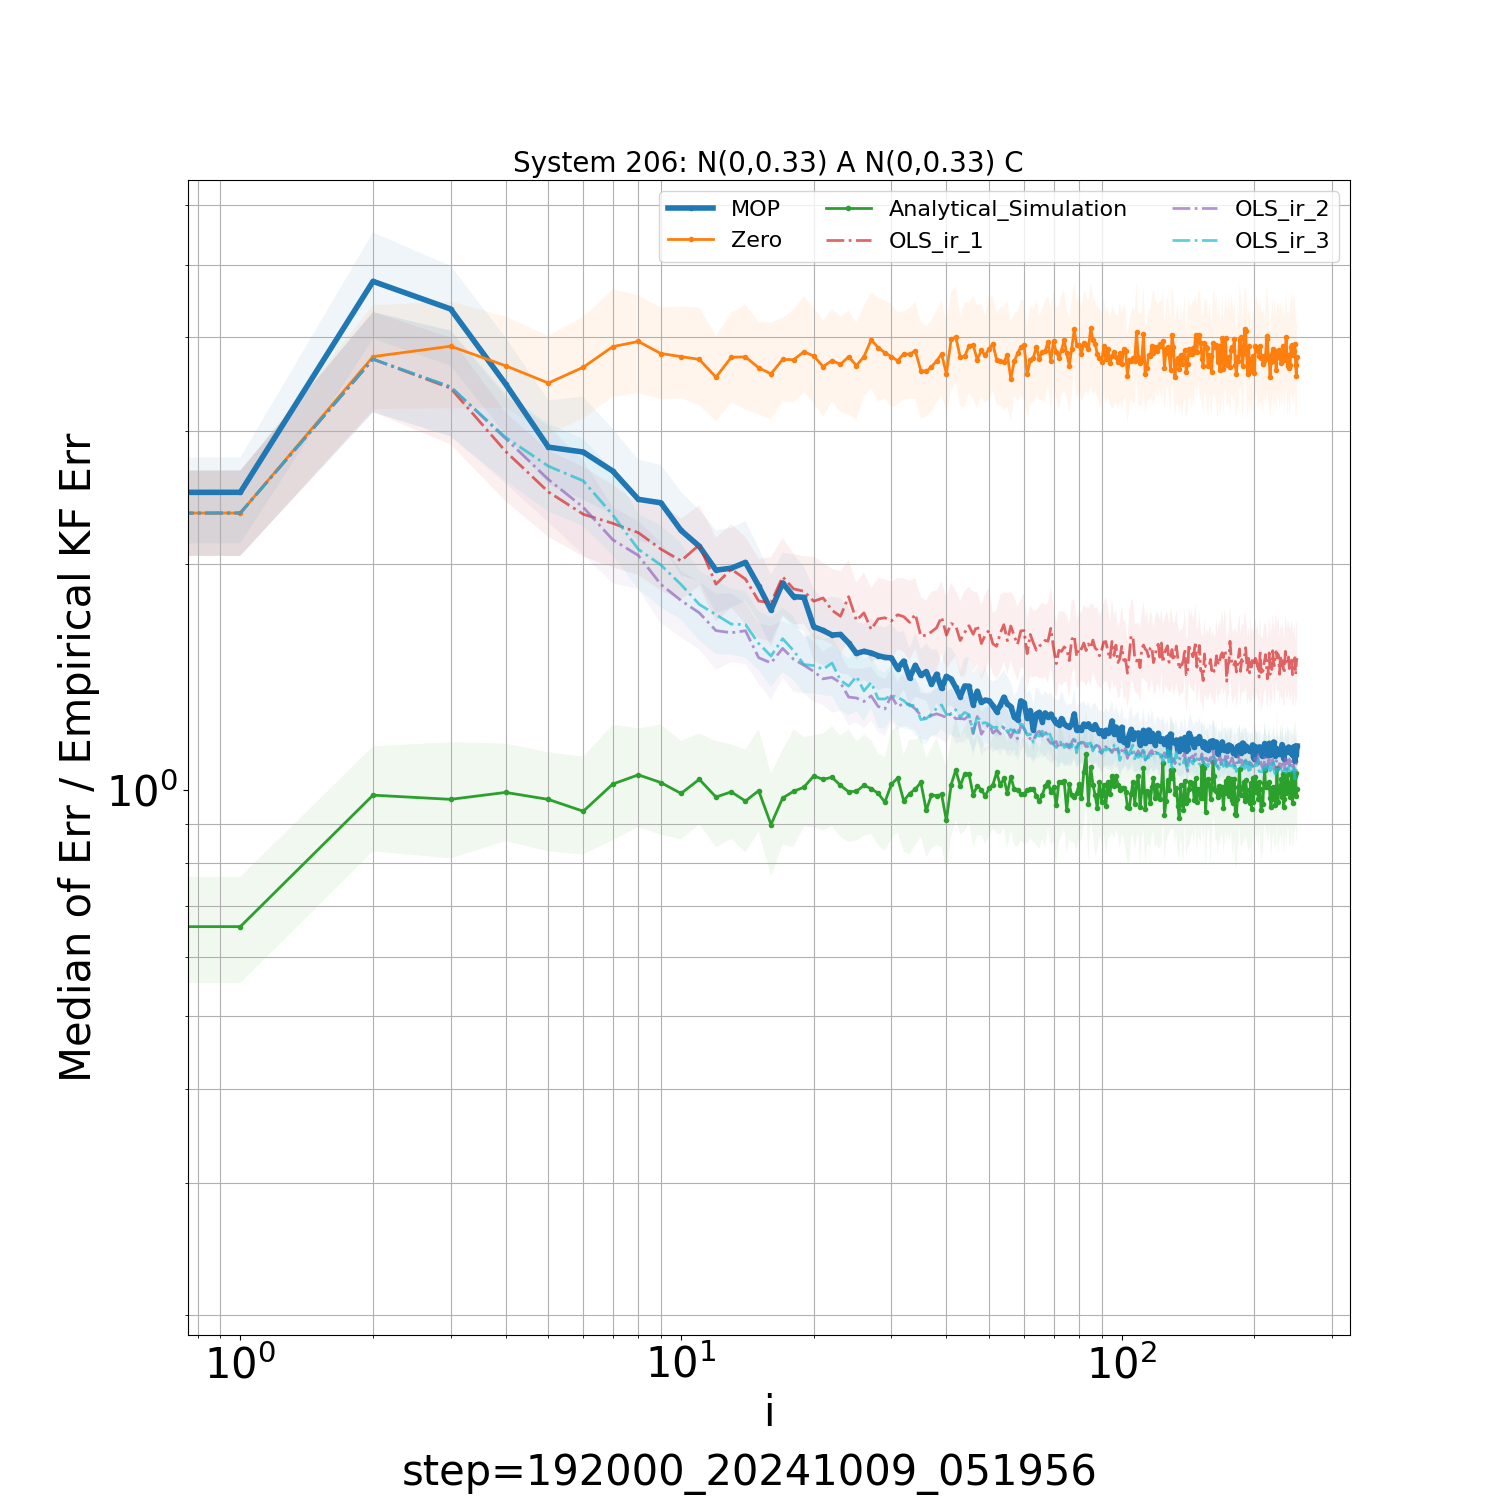 System 206: N(0,0.33) A N(0,0.33) C
MOP
Zero
Analytical_Simulation
OLS_ir_1
OLS_ir_2
OLS_ir_3
Median of Err / Empirical KF Err
10⁰
10⁰ 10¹ 10²
i
step=192000_20241009_051956